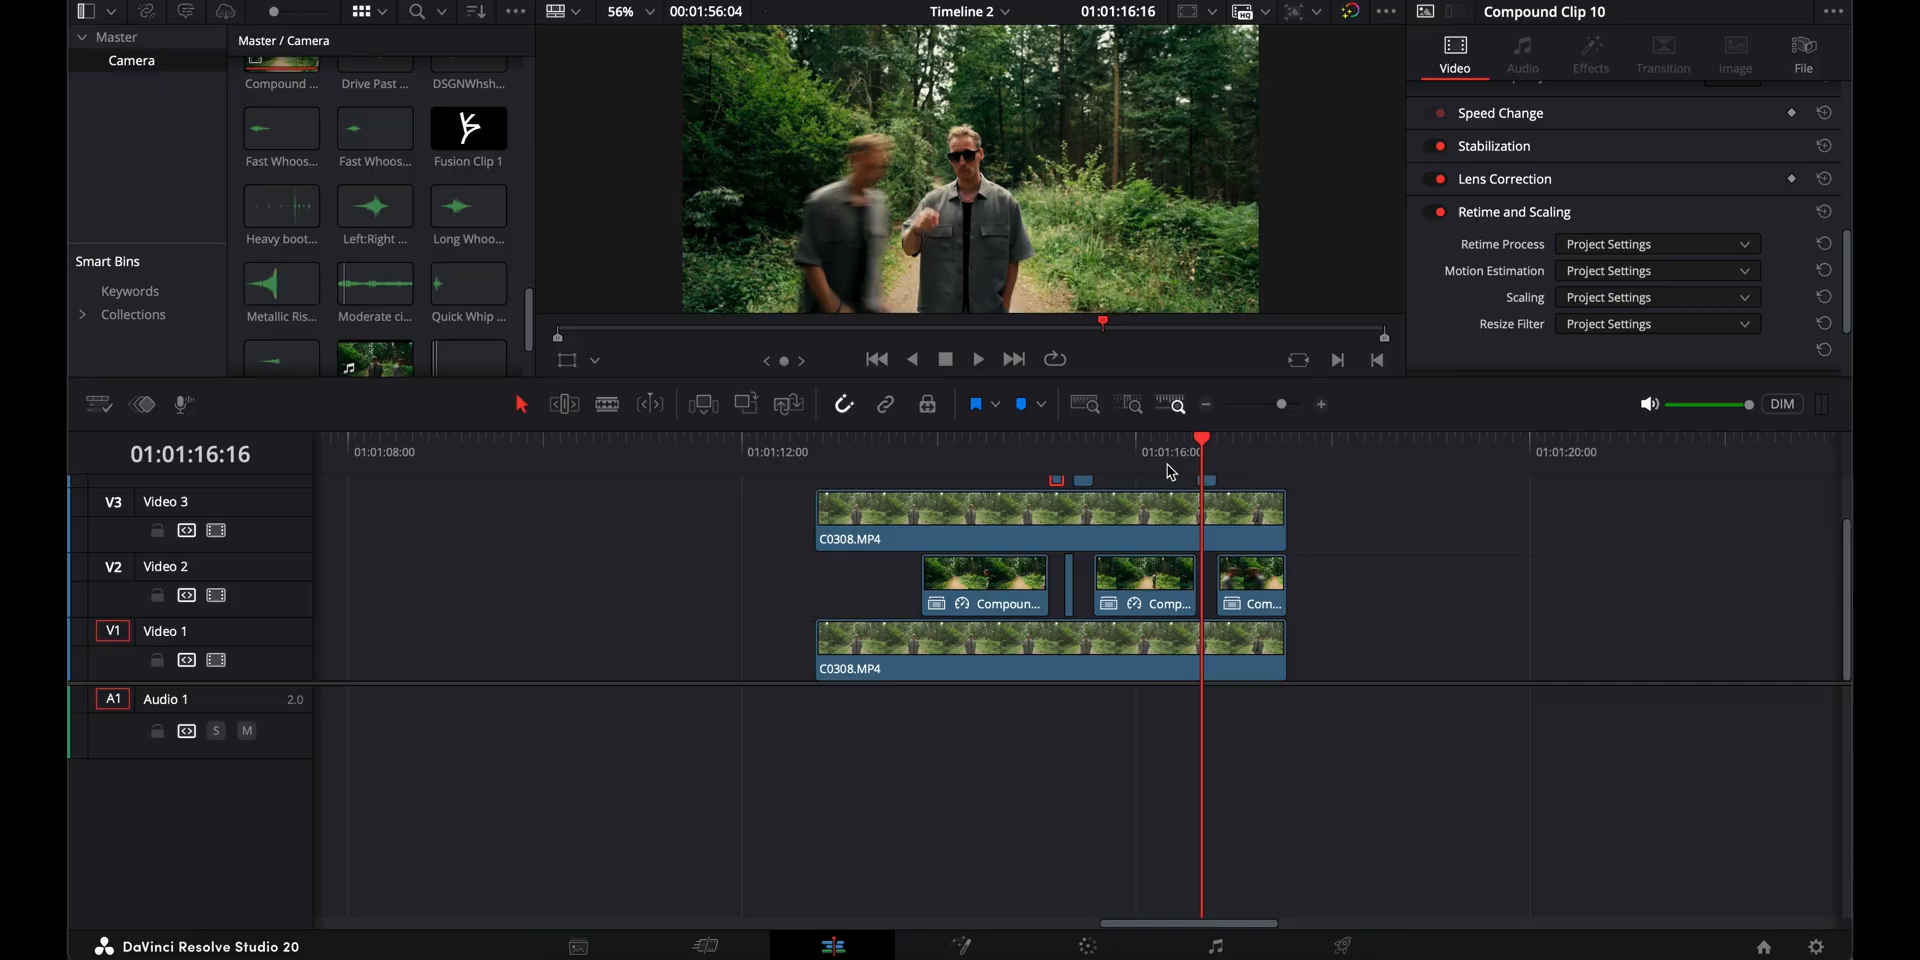 56%
00:01:56:04
Timeline 2
01:01:16:16
Compound Clip 10
Master
Camera
Master / Camera
Compound ...
Drive Past ...
DSGNWhsh...
Fast Whoos...
Fast Whoos...
Fusion Clip 1
Heavy boot...
Left:Right ...
Long Whoo...
Metallic Ris...
Moderate ci...
Quick Whip ...
Smart Bins
Keywords
Collections
Video
Audio
Effects
Transition
Image
File
Speed Change
Stabilization
Lens Correction
Retime and Scaling
Retime Process
Project Settings
Motion Estimation
Project Settings
Scaling
Project Settings
Resize Filter
Project Settings
DIM
01:01:16:16
01:01:08:00
01:01:12:00
01:01:16:00
01:01:20:00
V3
Video 3
C0308.MP4
V2
Video 2
Compoun...
Comp...
Com...
V1
Video 1
C0308.MP4
A1
Audio 1
2.0
S
M
DaVinci Resolve Studio 20